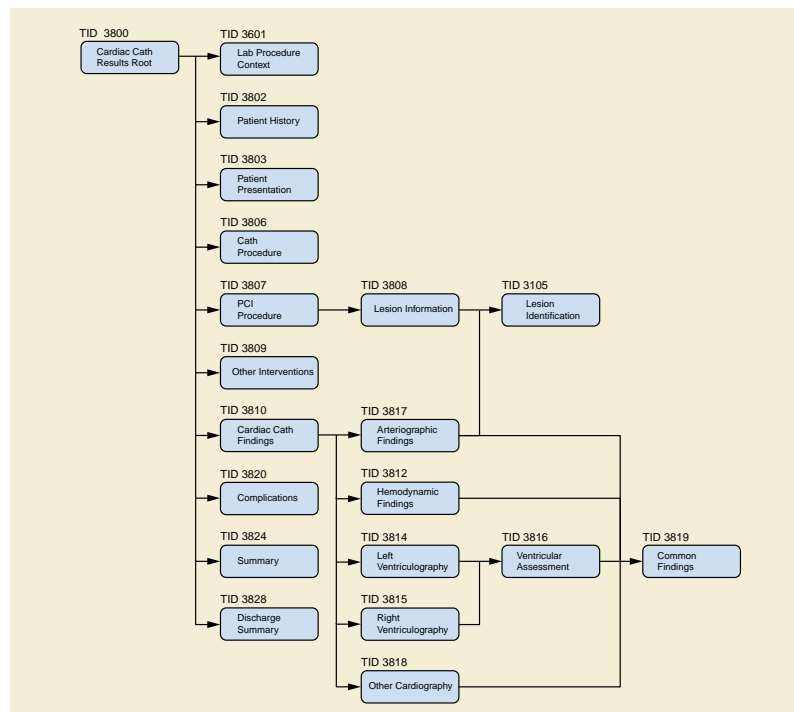 TID  3800
Cardiac Cath
Results Root
TID 3601
Lab Procedure
Context
TID 3802
Patient History
TID 3803
Patient
Presentation
TID 3806
Cath
Procedure
TID 3807
PCI
Procedure
TID 3808
Lesion Information
TID 3105
Lesion
Identification
TID 3809
Other Interventions
TID 3810
Cardiac Cath
Findings
TID 3817
Arteriographic
Findings
TID 3820
Complications
TID 3812
Hemodynamic
Findings
TID 3824
Summary
TID 3814
Left
Ventriculography
TID 3816
Ventricular
Assessment
TID 3819
Common
Findings
TID 3828
Discharge
Summary
TID 3815
Right
Ventriculography
TID 3818
Other Cardiography